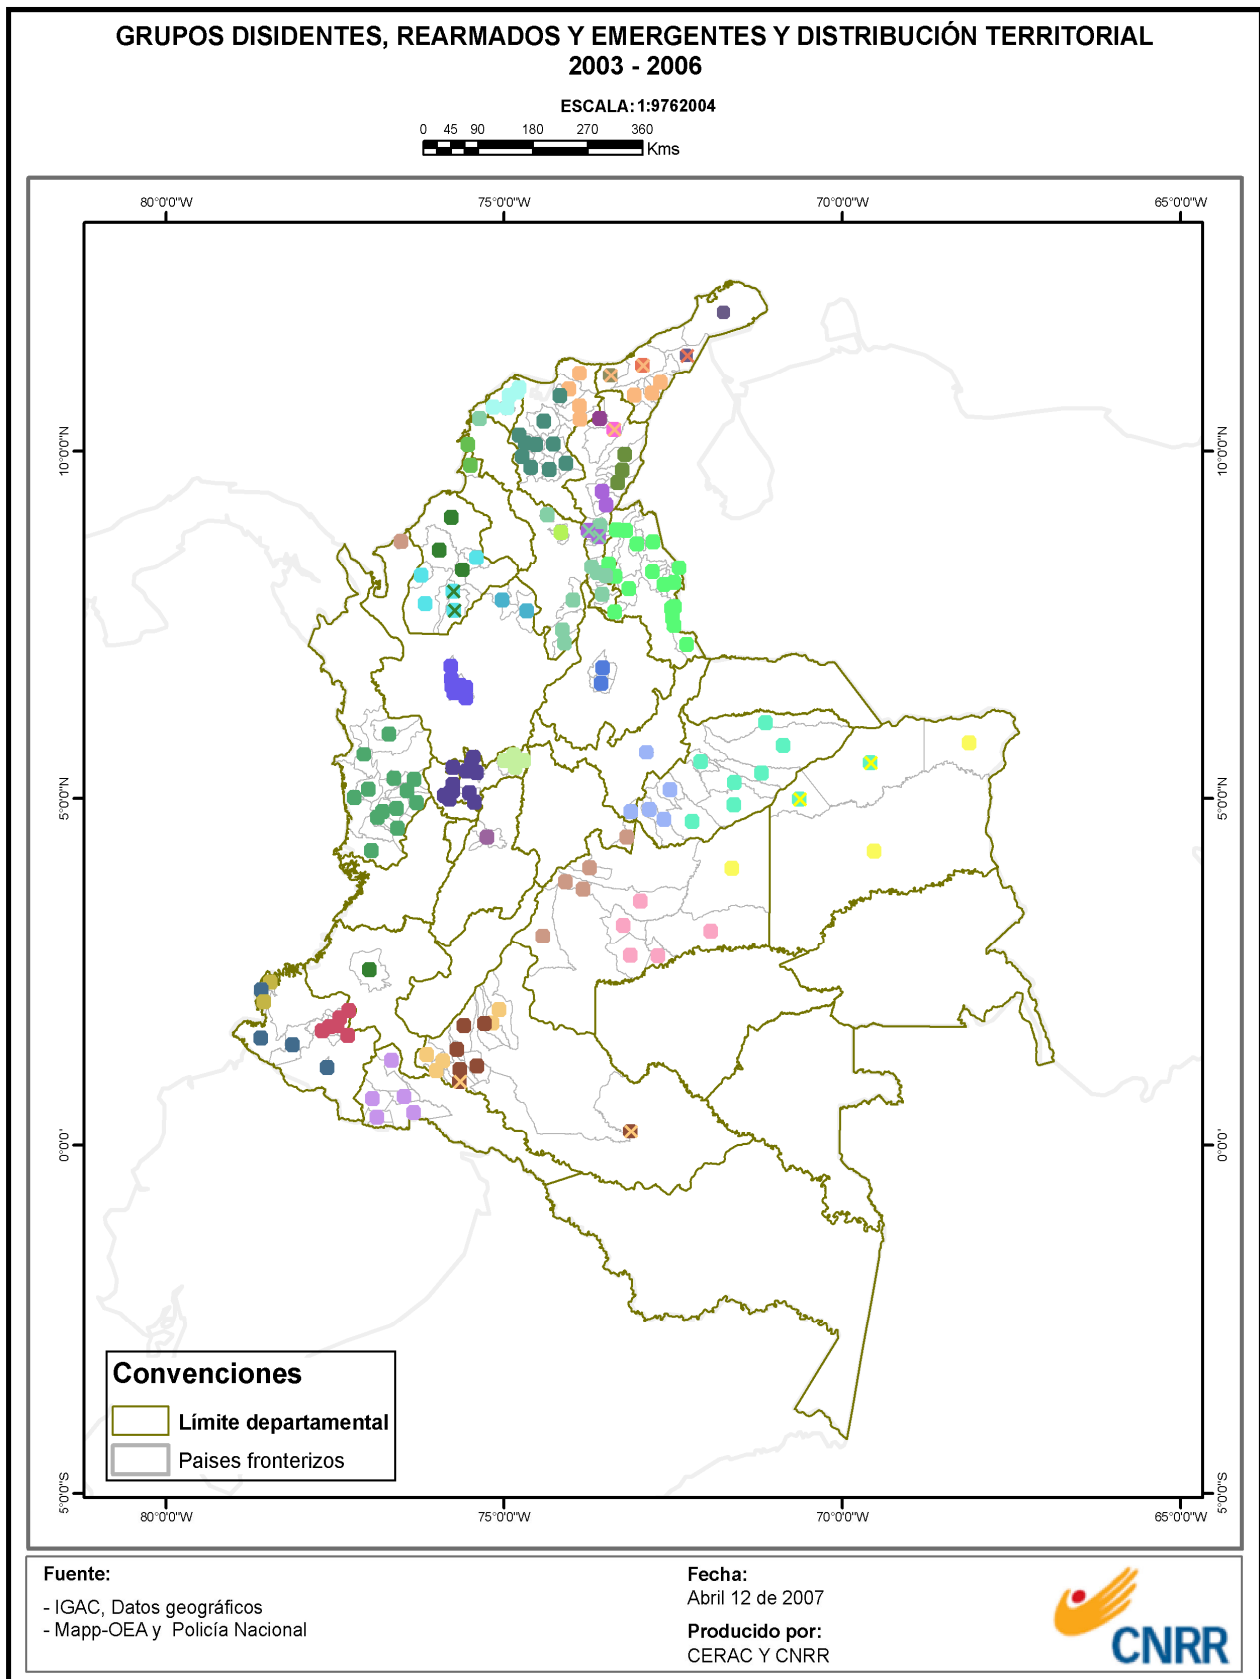 GRUPOS DISIDENTES, REARMADOS Y EMERGENTES Y DISTRIBUCIÓN TERRITORIAL
2003 - 2006
ESCALA: 1:9762004
0 45 90 180 270 360
Kms
80°0'0"W 75°0'0"W 70°0'0"W 65°0'0"W
10°0'0"N 10°0'0"N
5°0'0"N 5°0'0"N
0°0'0" 0°0'0"
5°0'0"S 5°0'0"S
Convenciones
Límite departamental
Paises fronterizos
80°0'0"W 75°0'0"W 70°0'0"W 65°0'0"W
Fuente:
- IGAC, Datos geográficos
- Mapp-OEA y Policía Nacional
Fecha:
Abril 12 de 2007
Producido por:
CERAC Y CNRR
CNRR